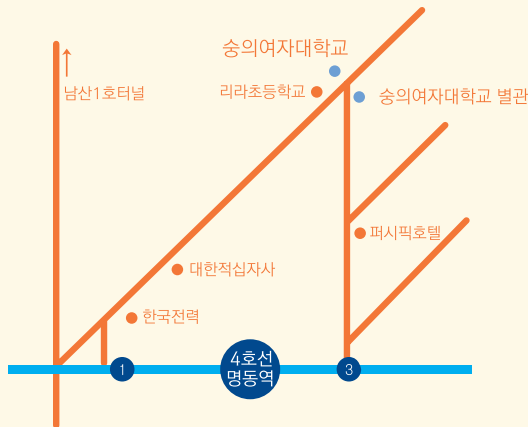 숭의여자대학교
리라초등학교
남산1호터널
숭의여자대학교 별관
퍼시픽호텔
대한적십자사
한국전력
4호선
명동역
1
3